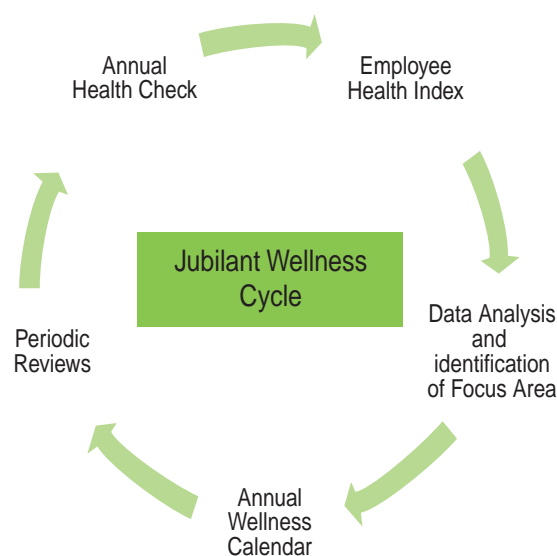 Annual
Health Check
Employee
Health Index
Jubilant Wellness
Cycle
Data Analysis
and
identification
of Focus Area
Periodic
Reviews
Annual
Wellness
Calendar